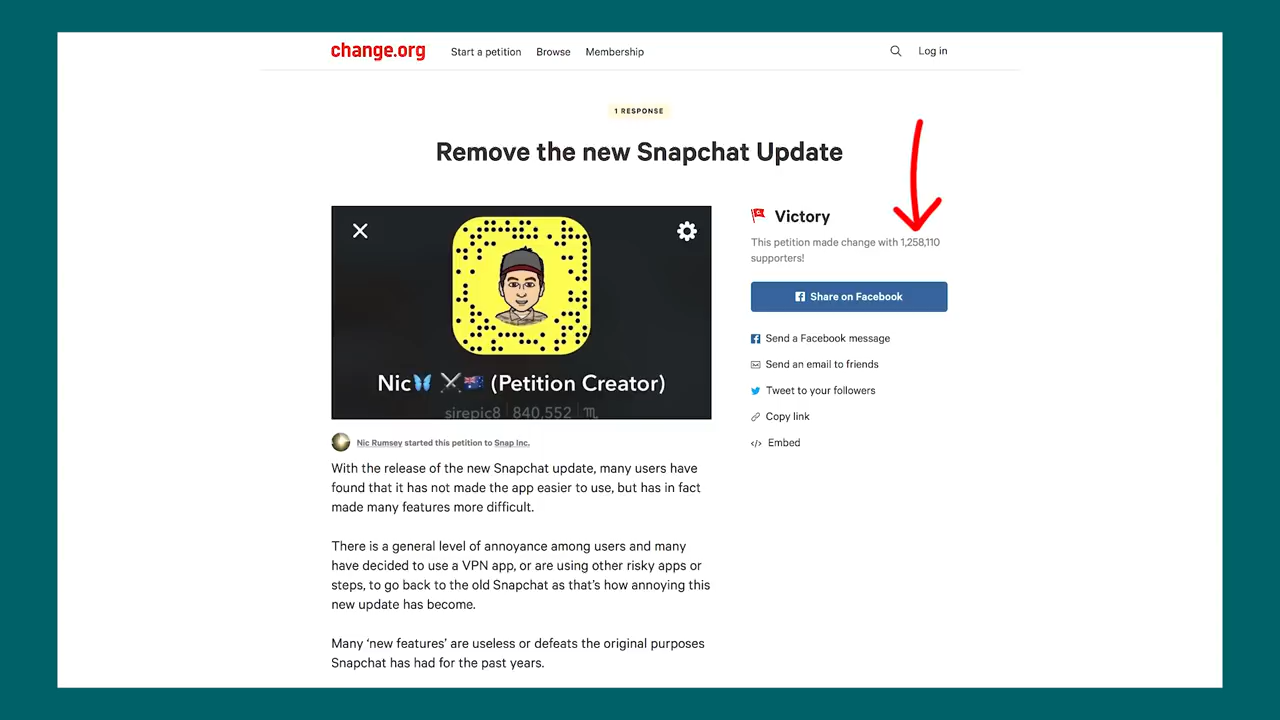 change.org Start a petition Browse Membership Log in
1 RESPONSE
Remove the new Snapchat Update
Nic (Petition Creator)
sirepic8 840,552
Nic Rumsey started this petition to Snap Inc.
With the release of the new Snapchat update, many users have
found that it has not made the app easier to use, but has in fact
made many features more difficult.
There is a general level of annoyance among users and many
have decided to use a VPN app, or are using other risky apps or
steps, to go back to the old Snapchat as that's how annoying this
new update has become.
Many ‘new features’ are useless or defeats the original purposes
Snapchat has had for the past years.
Victory
This petition made change with 1,258,110
supporters!
Share on Facebook
Send a Facebook message
Send an email to friends
Tweet to your followers
Copy link
Embed